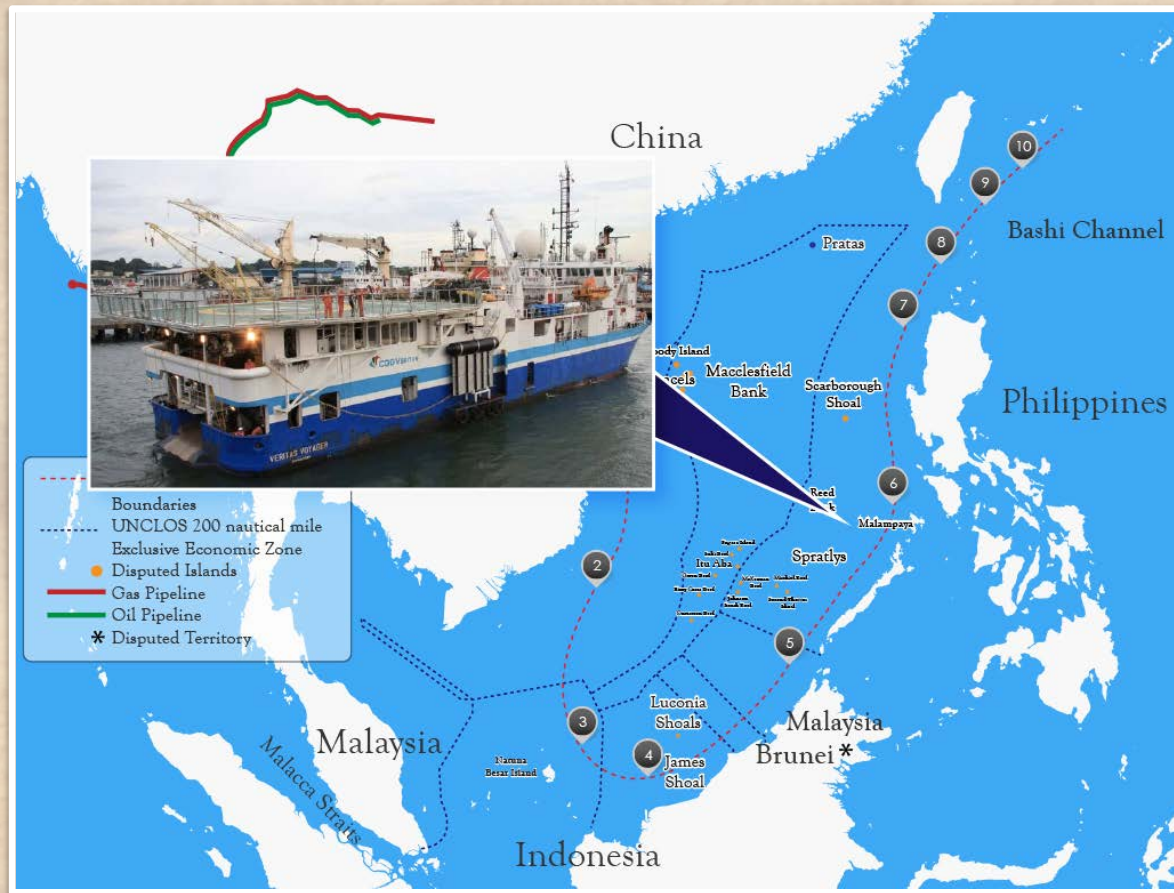 China
10
9
Bashi Channel
8
Pratas
7
Macclesfield
Bank
Scarborough
Shoal
Philippines
VERITAS VOYAGER
6
Malampaya
Boundaries
UNCLOS 200 nautical mile
Exclusive Economic Zone
Disputed Islands
Gas Pipeline
Oil Pipeline
* Disputed Territory
Reed
Spratlys
Itu Aba
2
5
Luconia
Shoals
3
4
James
Shoal
Malaysia
Brunei *
Malaysia
Malacca Straits
Natuna
Besar Island
Indonesia